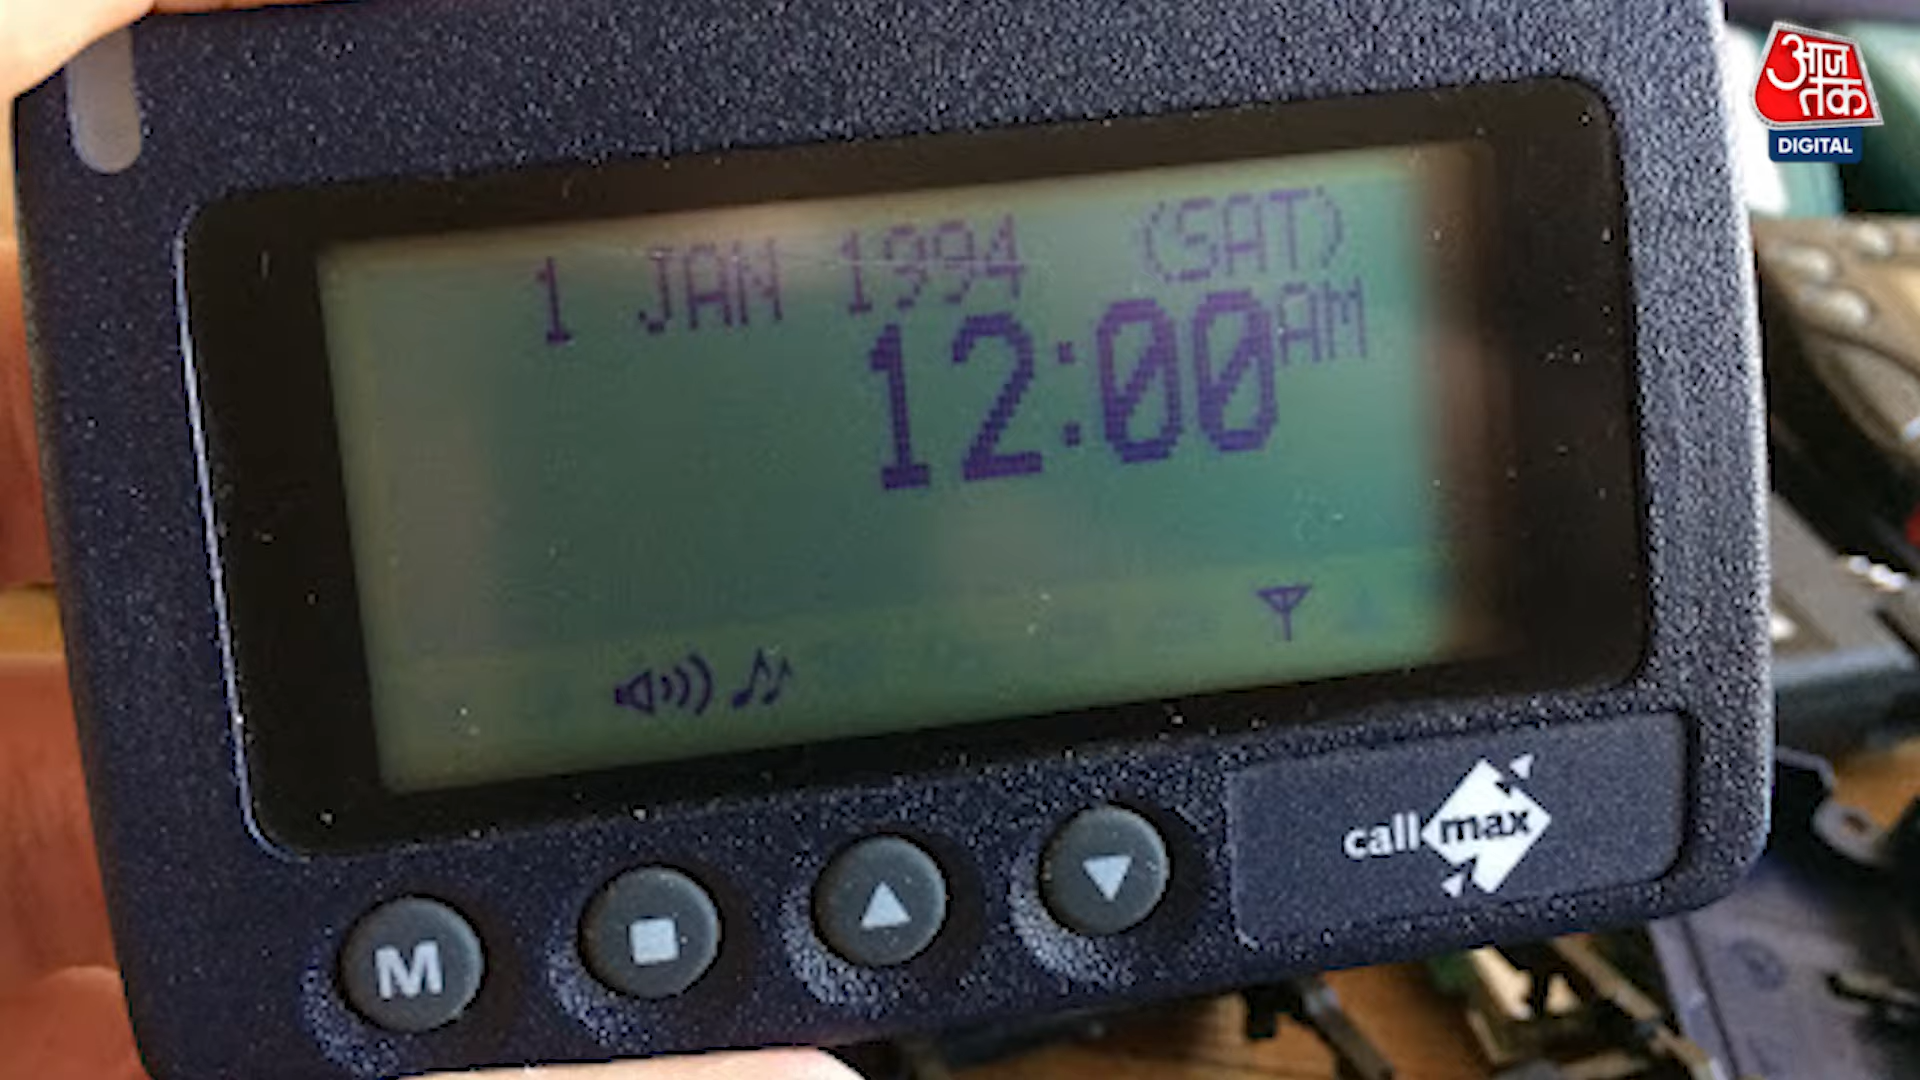 आज
तक
DIGITAL
1 JAN 1994 (SAT)
12:00AM
call max
M